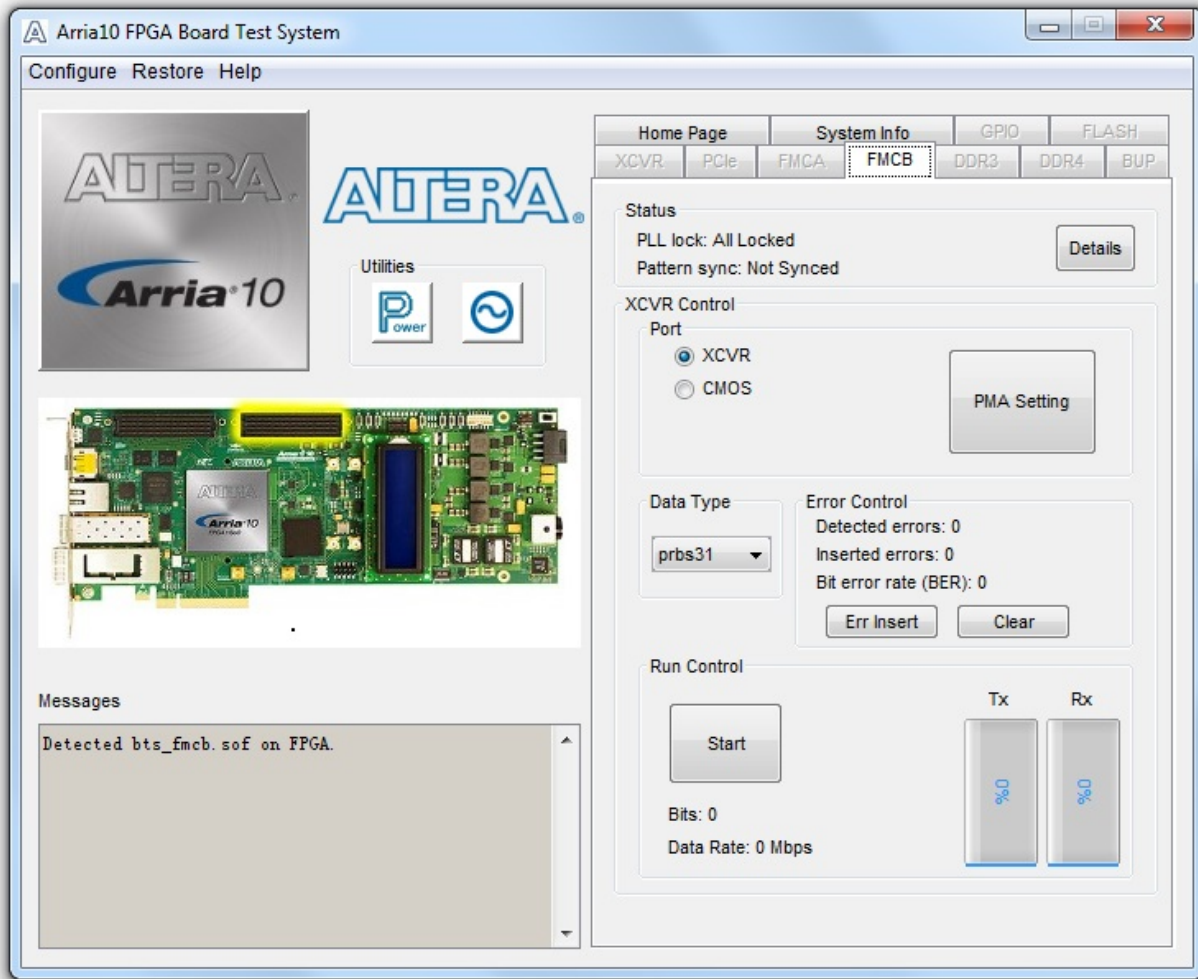 Arria10 FPGA Board Test System
Configure Restore Help
ALTERA.
Arria 10
ALTERA®
Utilities
Power
ALTERA
Arria 10
Messages
Detected bts_fmcb.sof on FPGA.
Home Page System Info GPIO FLASH
XCVR PCIe FMCA FMCB DDR3 DDR4 BUP
Status
PLL lock: All Locked
Pattern sync: Not Synced
Details
XCVR Control
Port
XCVR
CMOS
PMA Setting
Data Type
prbs31
Error Control
Detected errors: 0
Inserted errors: 0
Bit error rate (BER): 0
Err Insert Clear
Run Control
Start
Tx Rx
0% 0%
Bits: 0
Data Rate: 0 Mbps